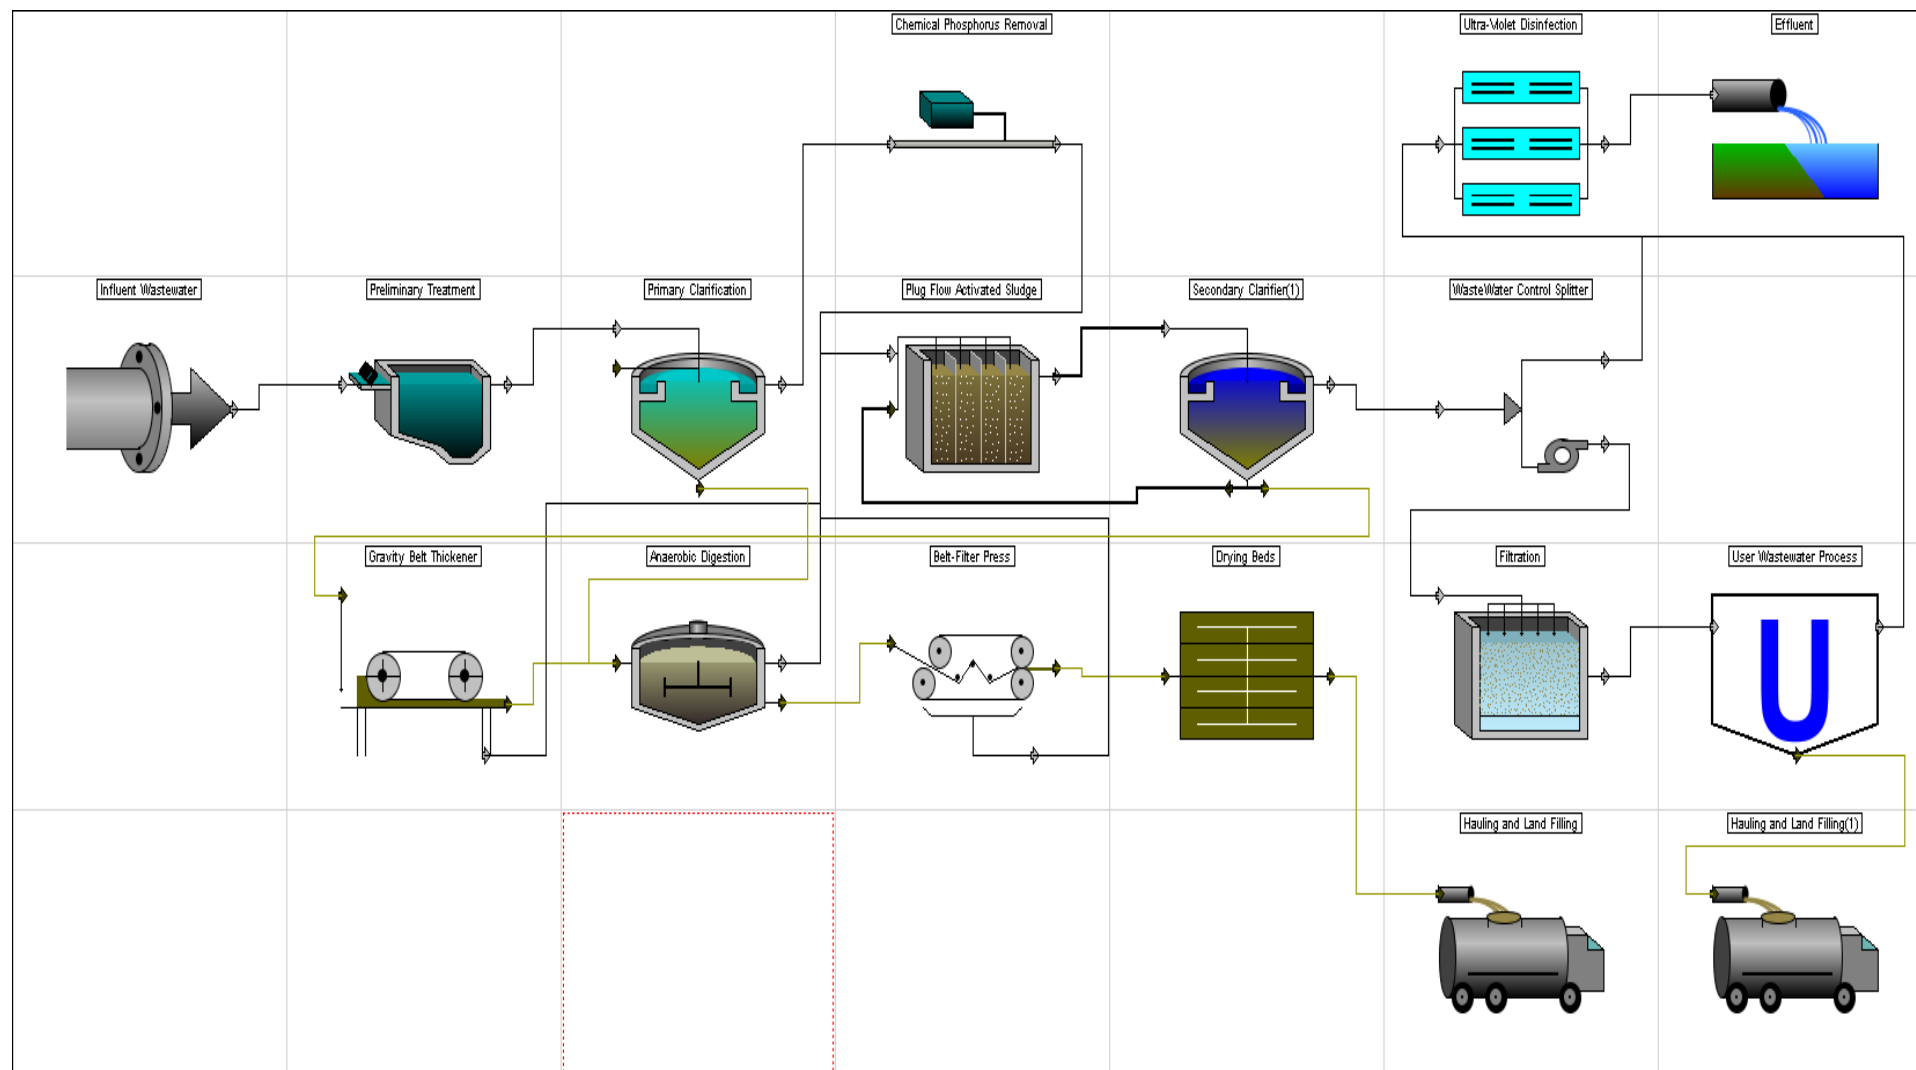 Chemical Phosphorus Removal
Ultra-Violet Disinfection
Effluent
Influent Wastewater
Preliminary Treatment
Primary Clarification
Plug Flow Activated Sludge
Secondary Clarifier(1)
WasteWater Control Splitter
Gravity Belt Thickener
Anaerobic Digestion
Belt-Filter Press
Drying Beds
Filtration
User Wastewater Process
U
Hauling and Land Filling
Hauling and Land Filling(1)